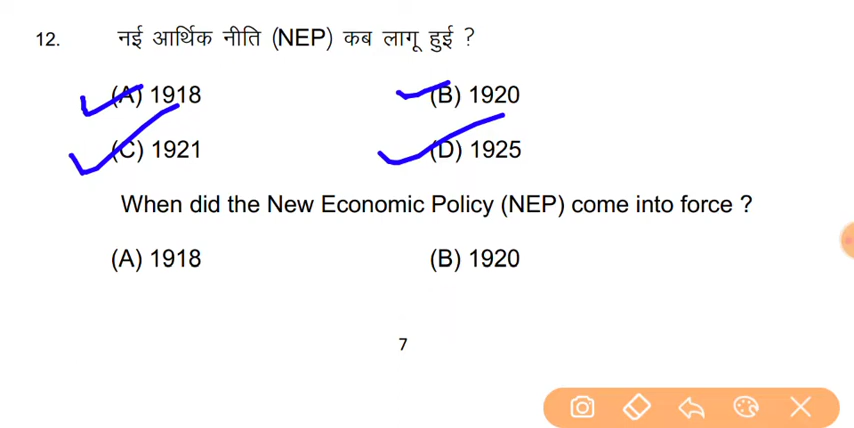 12. नई आर्थिक नीति (NEP) कब लागू हुई ?
(A) 1918 (B) 1920
(C) 1921 (D) 1925
When did the New Economic Policy (NEP) come into force ?
(A) 1918 (B) 1920
7